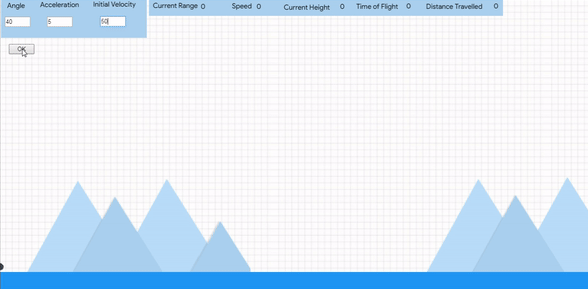 Angle Acceleration Initial Velocity Current Range 0 Speed 0 Current Height 0 Time of Flight 0 Distance Travelled 0
40 5 50
OK